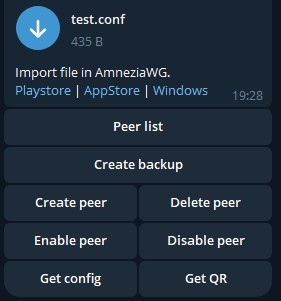 test.conf
435 B
Import file in AmneziaWG.
Playstore | AppStore | Windows
19:28
Peer list
Create backup
Create peer
Delete peer
Enable peer
Disable peer
Get config
Get QR